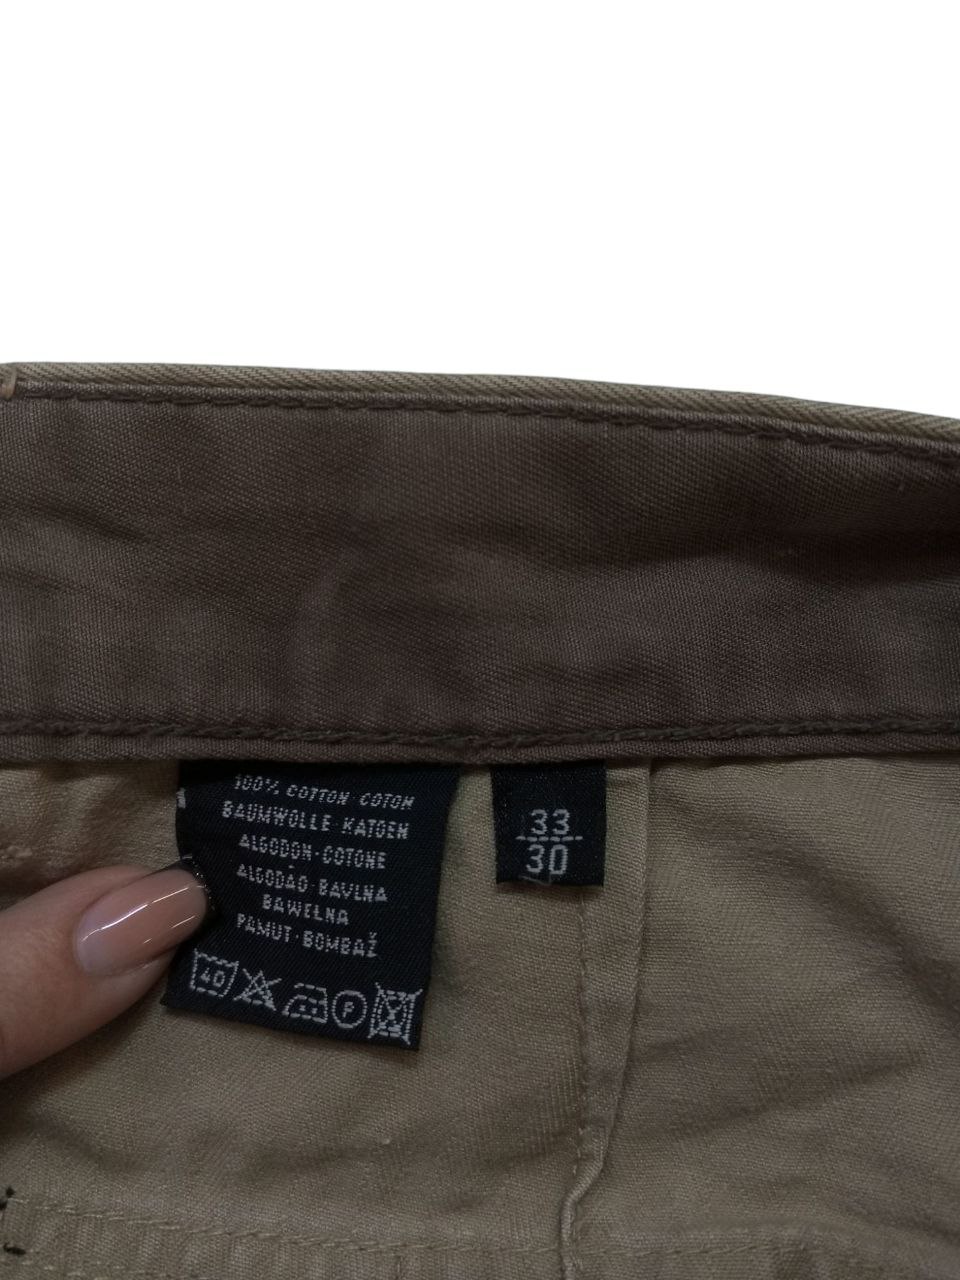 100% COTTON·COTON
BAUMWOLLE·KATOEN
ALGODON·COTONE
ALGODÃO·BAVLNA
BAWEŁNA
PAMUT·BOMBAŽ
40 P
33
30